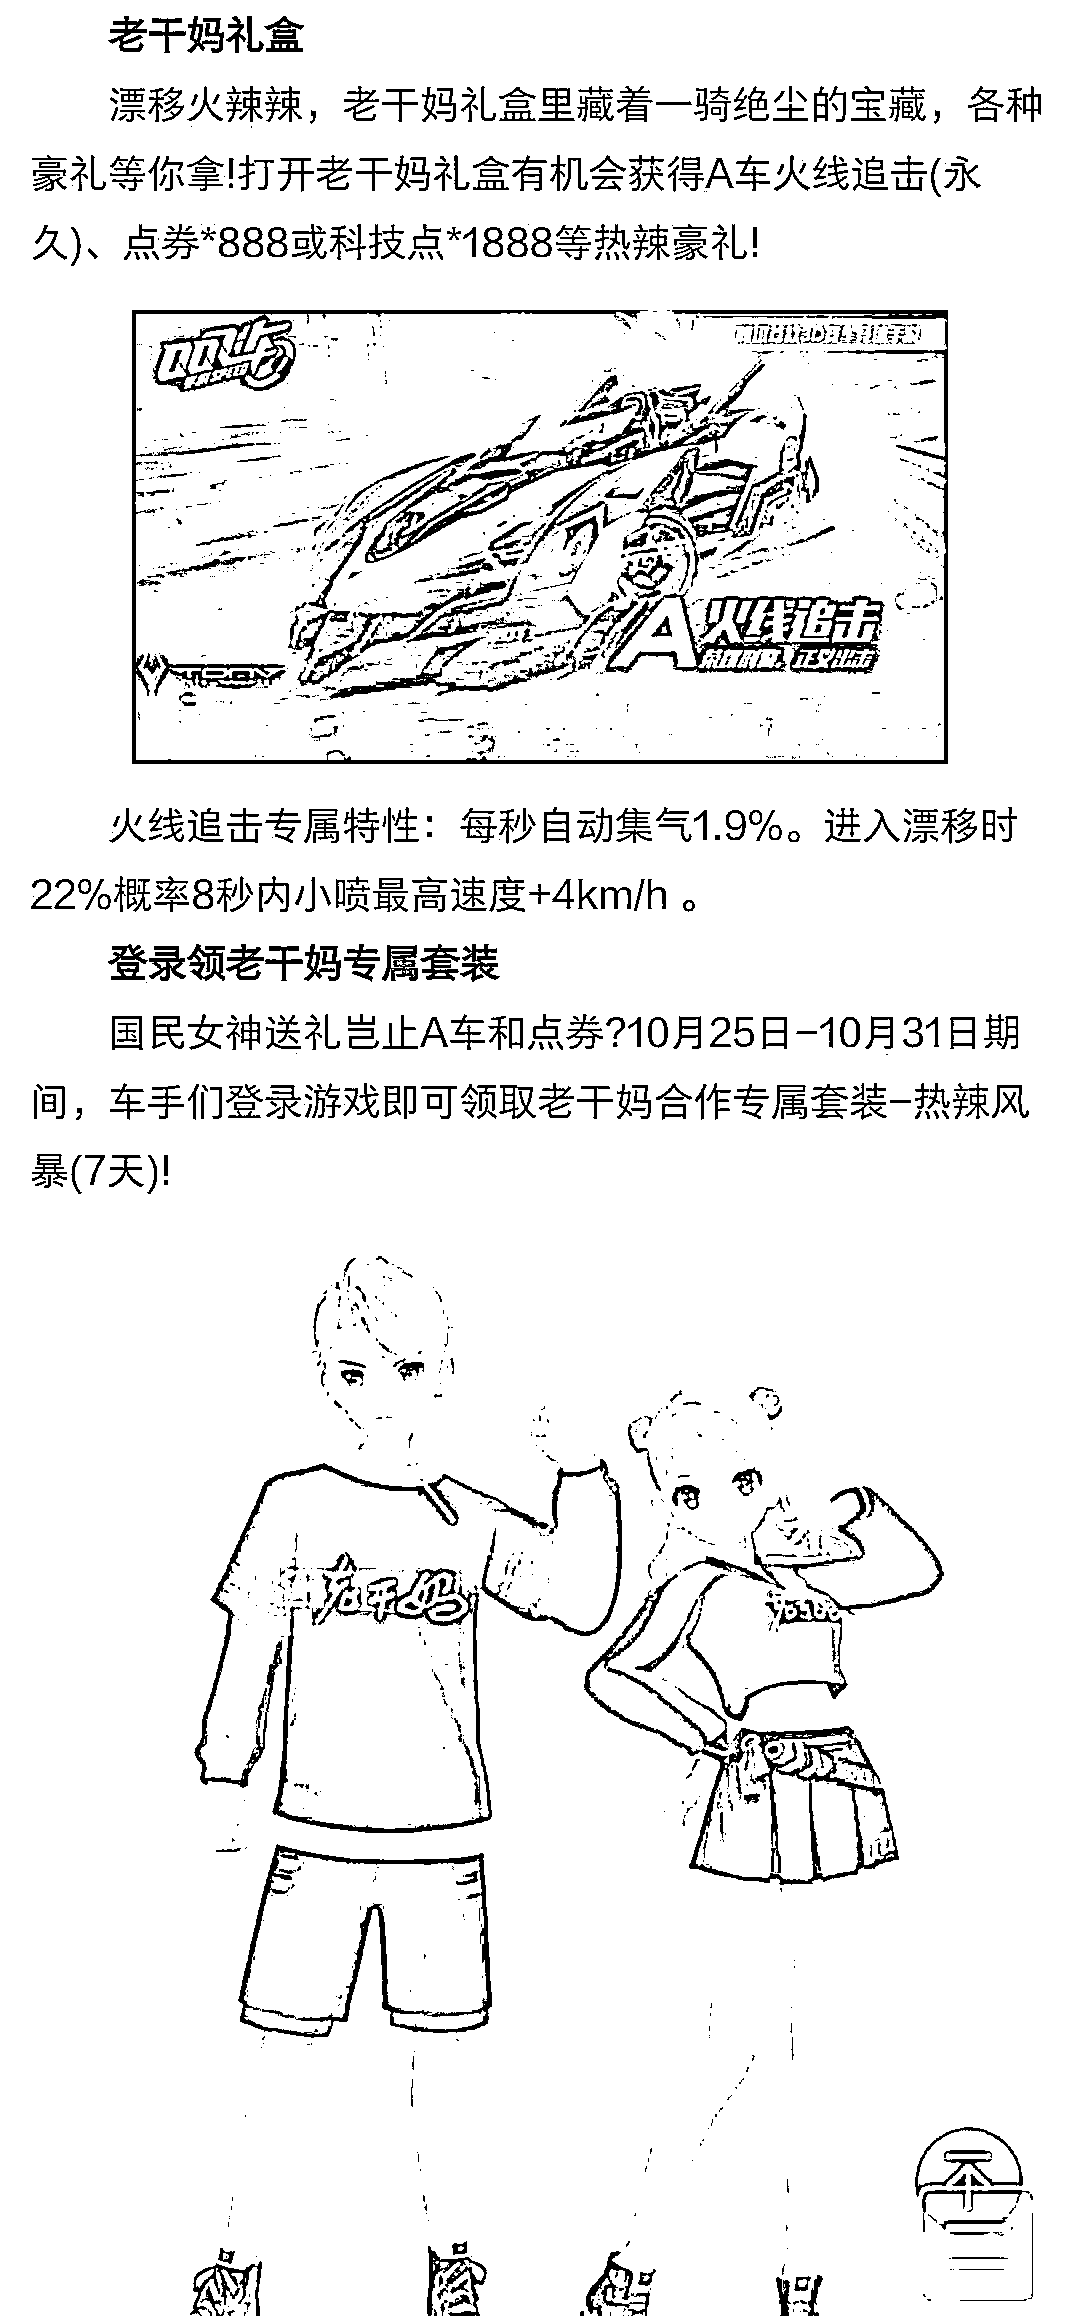 老干妈礼盒
漂移火辣辣，老干妈礼盒里藏着一骑绝尘的宝藏，各种
豪礼等你拿!打开老干妈礼盒有机会获得A车火线追击(永
久)、点券*888或科技点*1888等热辣豪礼!
QQ飞车
A火线追击
火线追击专属特性：每秒自动集气1.9%。进入漂移时
22%概率8秒内小喷最高速度+4km/h 。
登录领老干妈专属套装
国民女神送礼岂止A车和点券?10月25日-10月31日期
间，车手们登录游戏即可领取老干妈合作专属套装-热辣风
暴(7天)!
老干妈